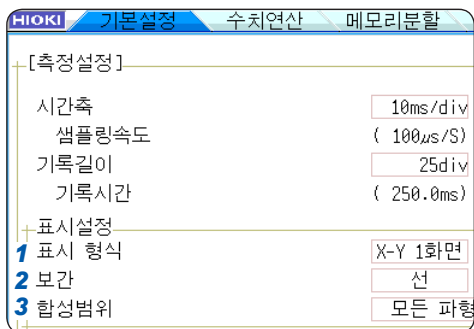 HIOKI 기본설정 수치연산 메모리분할
[측정설정]
시간축 10ms/div
샘플링속도 ( 100μs/S)
기록길이 25div
기록시간 ( 250.0ms)
표시설정
1 표시 형식 X-Y 1화면
2 보간 선
3 합성범위 모든 파형